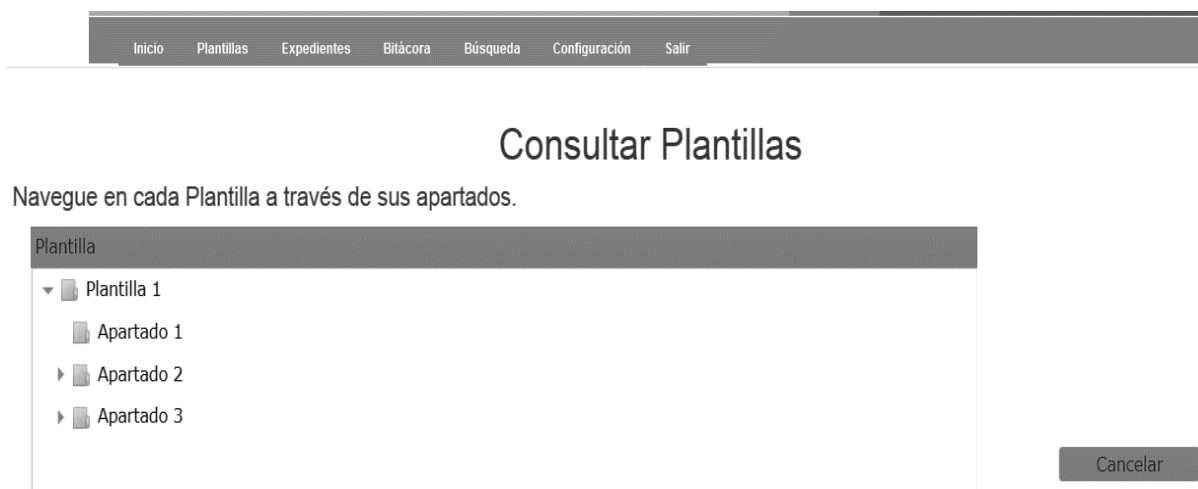 Inicio Plantillas Expedientes Bitácora Búsqueda Configuración Salir
Consultar Plantillas
Navegue en cada Plantilla a través de sus apartados.
Plantilla
Plantilla 1
Apartado 1
Apartado 2
Apartado 3
Cancelar